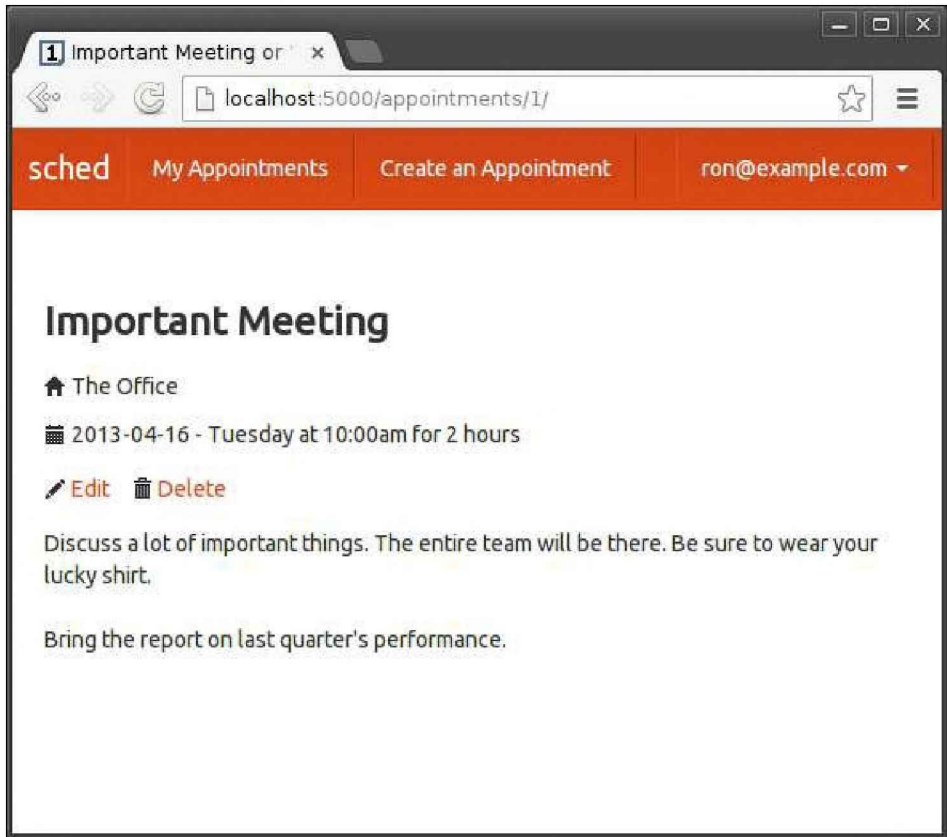 1 Important Meeting or
localhost:5000/appointments/1/
sched My Appointments Create an Appointment ron@example.com
Important Meeting
The Office
2013-04-16 - Tuesday at 10:00am for 2 hours
Edit Delete
Discuss a lot of important things. The entire team will be there. Be sure to wear your
lucky shirt.
Bring the report on last quarter's performance.